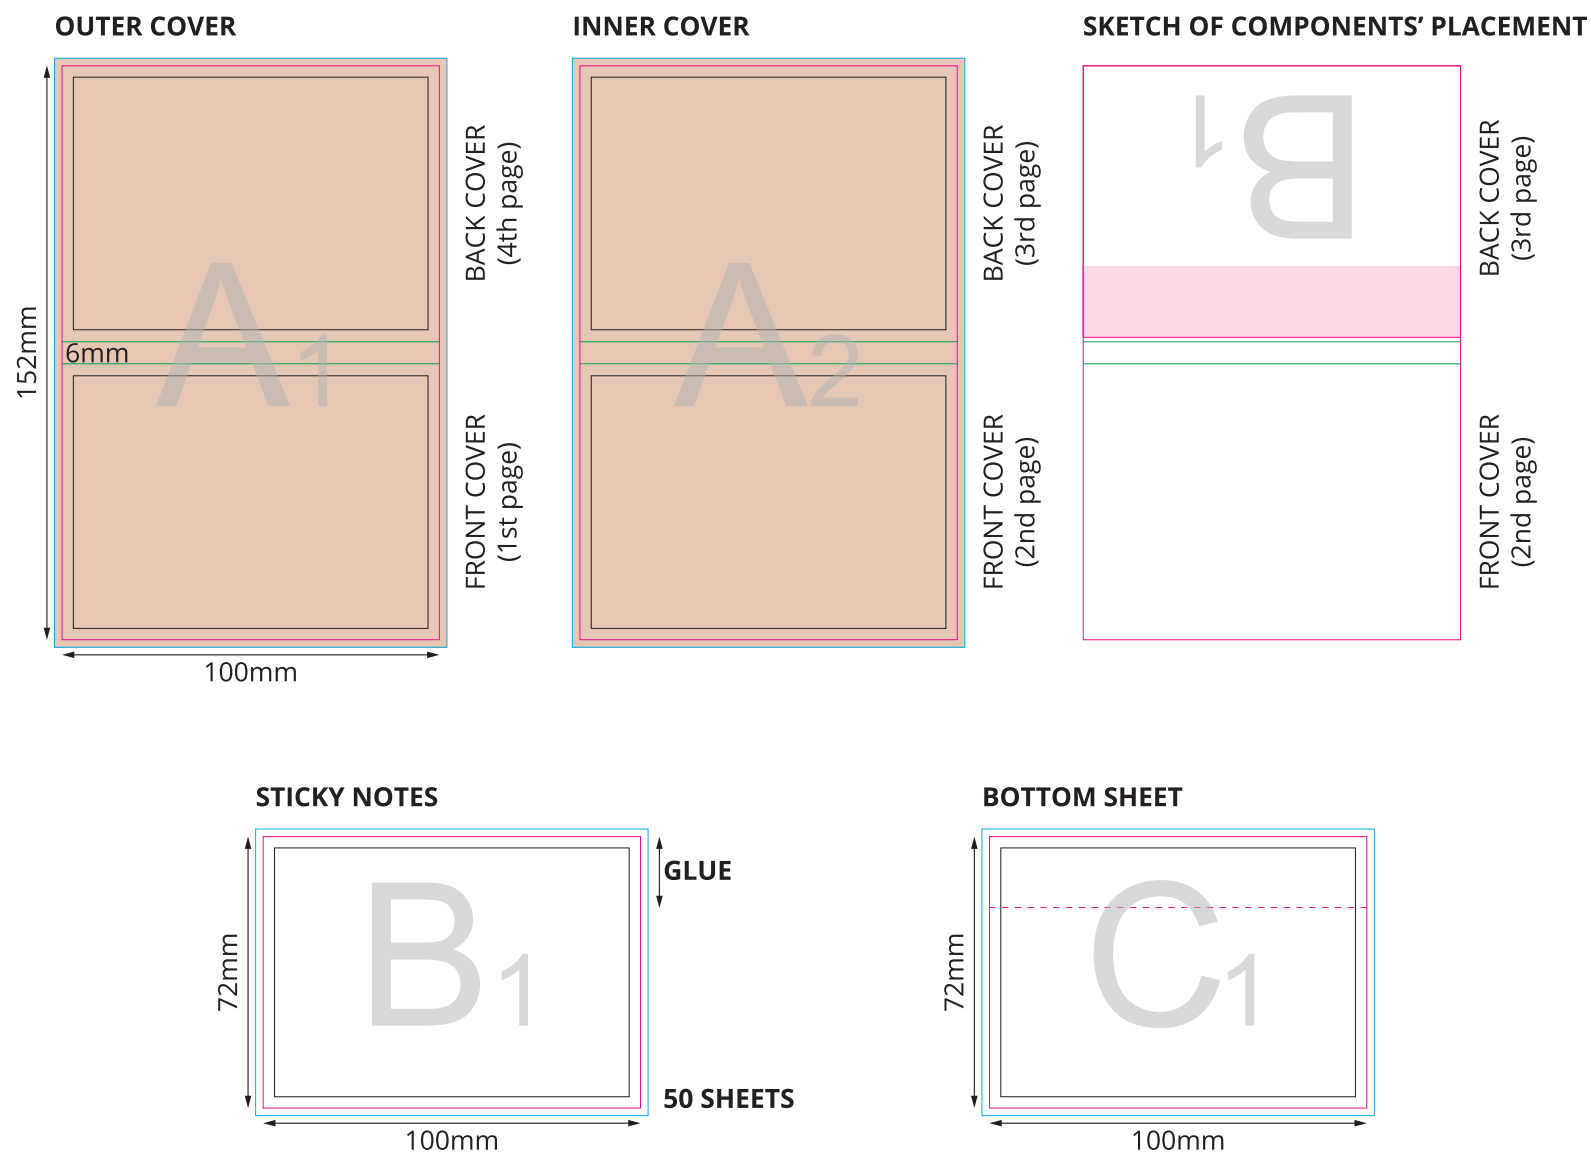 OUTER COVER
INNER COVER
SKETCH OF COMPONENTS’ PLACEMENT
BACK COVER
(4th page)
BACK COVER
(3rd page)
B1
BACK COVER
(3rd page)
152mm
6mm
A1
A2
FRONT COVER
(1st page)
FRONT COVER
(2nd page)
FRONT COVER
(2nd page)
100mm
STICKY NOTES
BOTTOM SHEET
GLUE
72mm
B1
72mm
C1
50 SHEETS
100mm
100mm